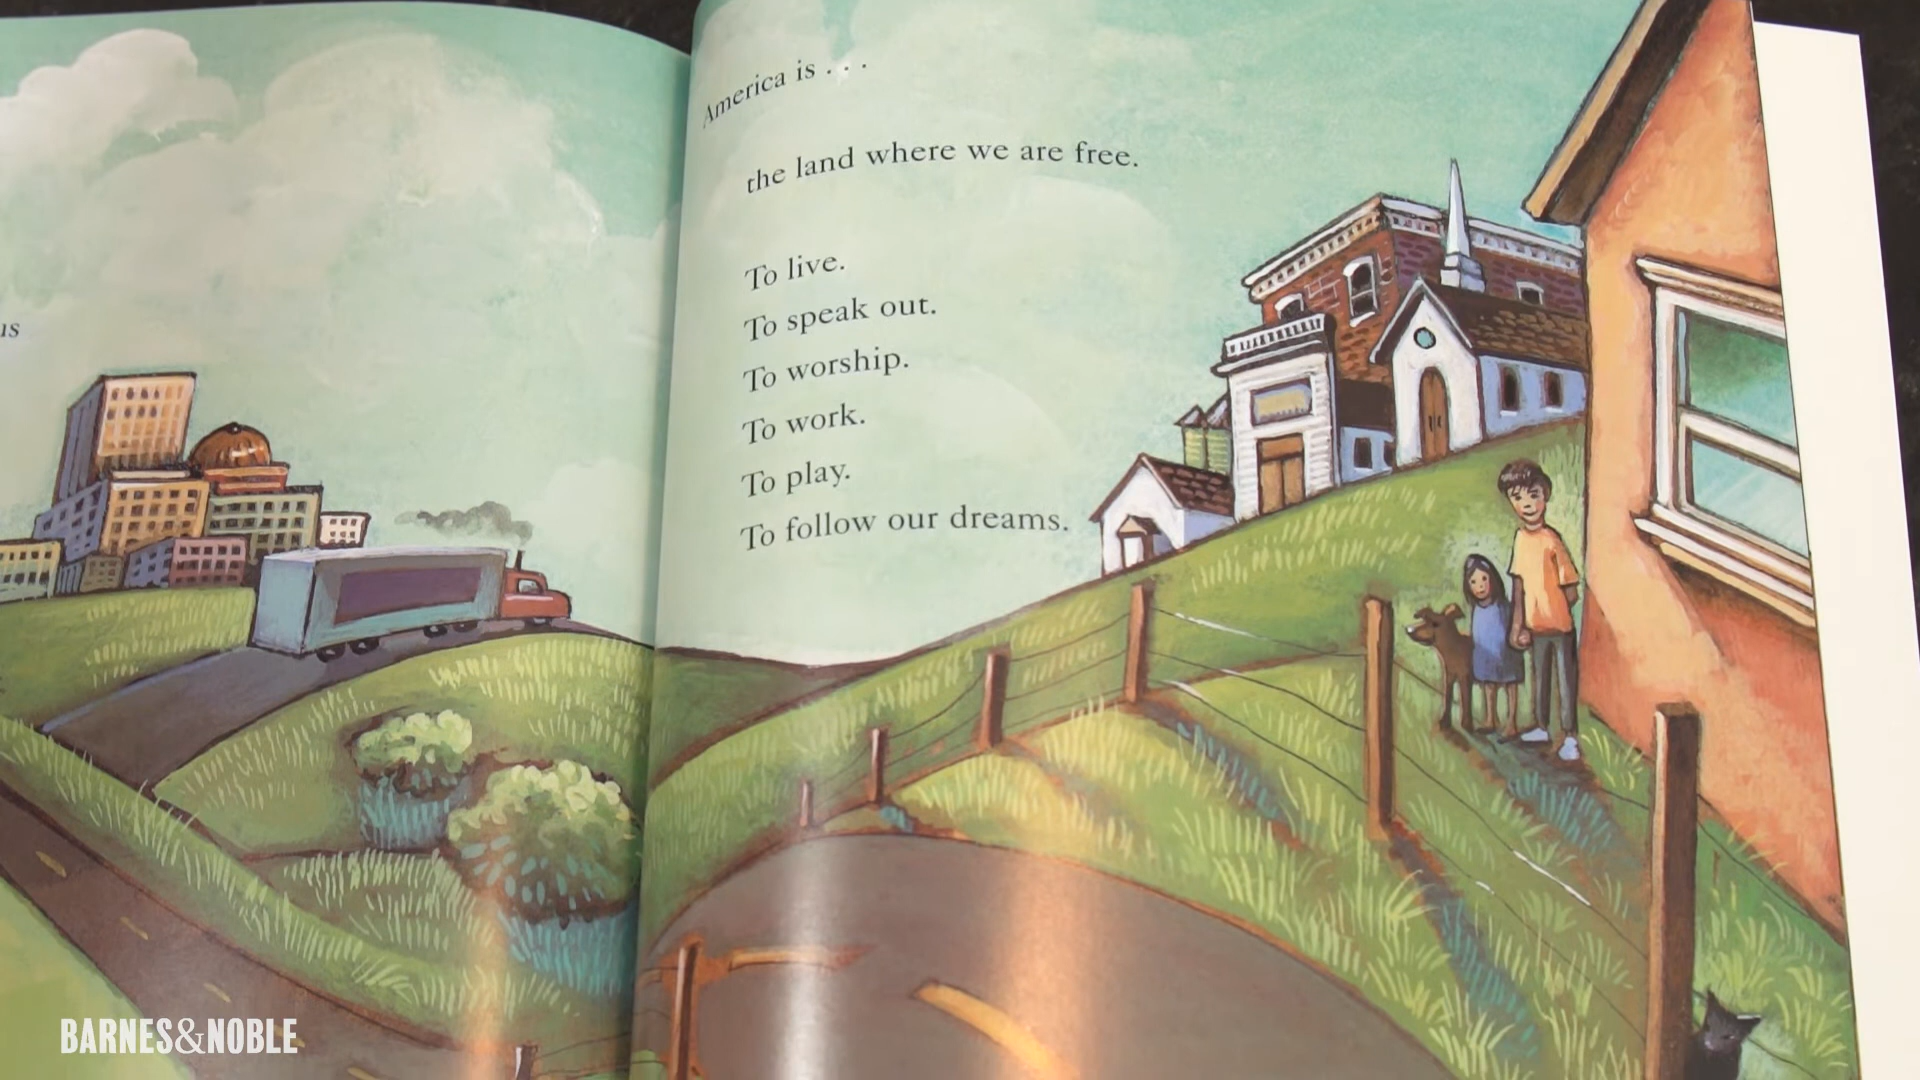 us
America is . . .
the land where we are free.
To live.
To speak out.
To worship.
To work.
To play.
To follow our dreams.
BARNES&NOBLE